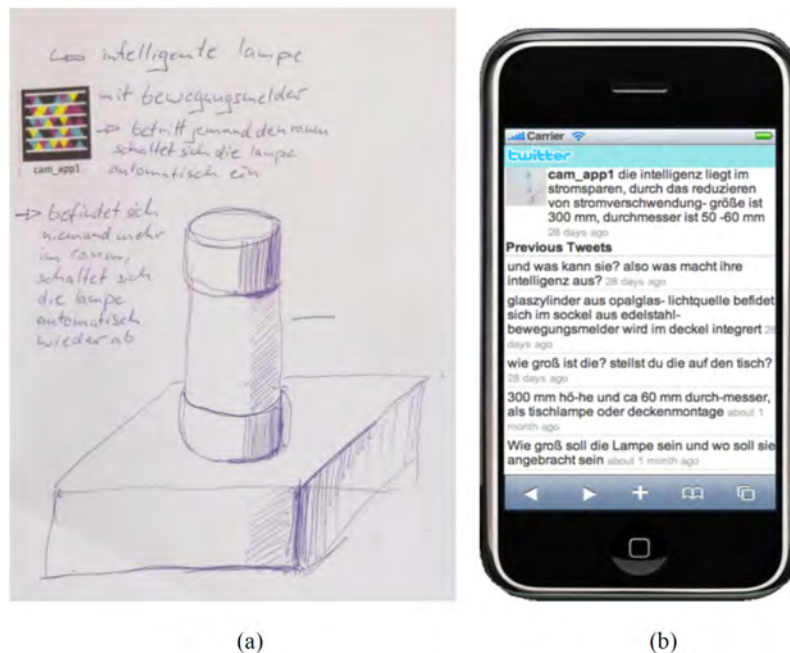 intelligente lampe
mit bewegungsmelder
→ betritt jemand den raum
schaltet sich die lampe
automatisch ein
cam_app1
→ befindet sich
niemand mehr
im raum,
schaltet sich
die lampe
automatisch
wieder ab
Carrier
twitter
cam_app1 die intelligenz liegt im
stromsparen, durch das reduzieren
von stromverschwendung- größe ist
300 mm, durchmesser ist 50 -60 mm
28 days ago
Previous Tweets
und was kann sie? also was macht ihre
intelligenz aus? 28 days ago
glaszylinder aus opalglas- lichtquelle befidet
sich im sockel aus edelstahl-
bewegungsmelder wird im deckel integrert 28
days ago
wie groß ist die? stellst du die auf den tisch?
28 days ago
300 mm hö-he und ca 60 mm durch-messer,
als tischlampe oder deckenmontage about 1
month ago
Wie groß soll die Lampe sein und wo soll sie
angebracht sein about 1 month ago
(a)
(b)